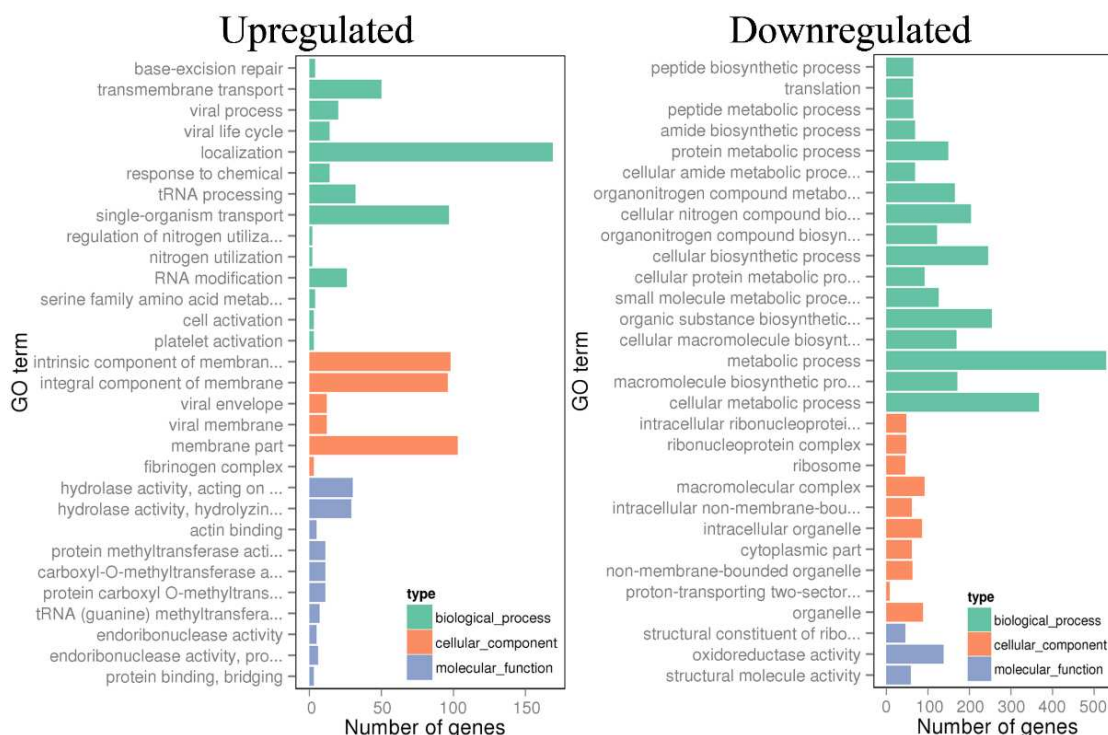 Upregulated
GO term
base-excision repair
transmembrane transport
viral process
viral life cycle
localization
response to chemical
tRNA processing
single-organism transport
regulation of nitrogen utiliza...
nitrogen utilization
RNA modification
serine family amino acid metab...
cell activation
platelet activation
intrinsic component of membran...
integral component of membrane
viral envelope
viral membrane
membrane part
fibrinogen complex
hydrolase activity, acting on ...
hydrolase activity, hydrolyzin...
actin binding
protein methyltransferase acti...
carboxyl-O-methyltransferase a...
protein carboxyl O-methyltrans...
tRNA (guanine) methyltransfera...
endoribonuclease activity
endoribonuclease activity, pro...
protein binding, bridging
type
biological_process
cellular_component
molecular_function
0 50 100 150
Number of genes
Downregulated
GO term
peptide biosynthetic process
translation
peptide metabolic process
amide biosynthetic process
protein metabolic process
cellular amide metabolic proce...
organonitrogen compound metabo...
cellular nitrogen compound bio...
organonitrogen compound biosyn...
cellular biosynthetic process
cellular protein metabolic pro...
small molecule metabolic proce...
organic substance biosynthetic...
cellular macromolecule biosynt...
metabolic process
macromolecule biosynthetic pro...
cellular metabolic process
intracellular ribonucleoprotei...
ribonucleoprotein complex
ribosome
macromolecular complex
intracellular non-membrane-bou...
intracellular organelle
cytoplasmic part
non-membrane-bounded organelle
proton-transporting two-sector...
organelle
structural constituent of ribo...
oxidoreductase activity
structural molecule activity
type
biological_process
cellular_component
molecular_function
0 100 200 300 400 500
Number of genes